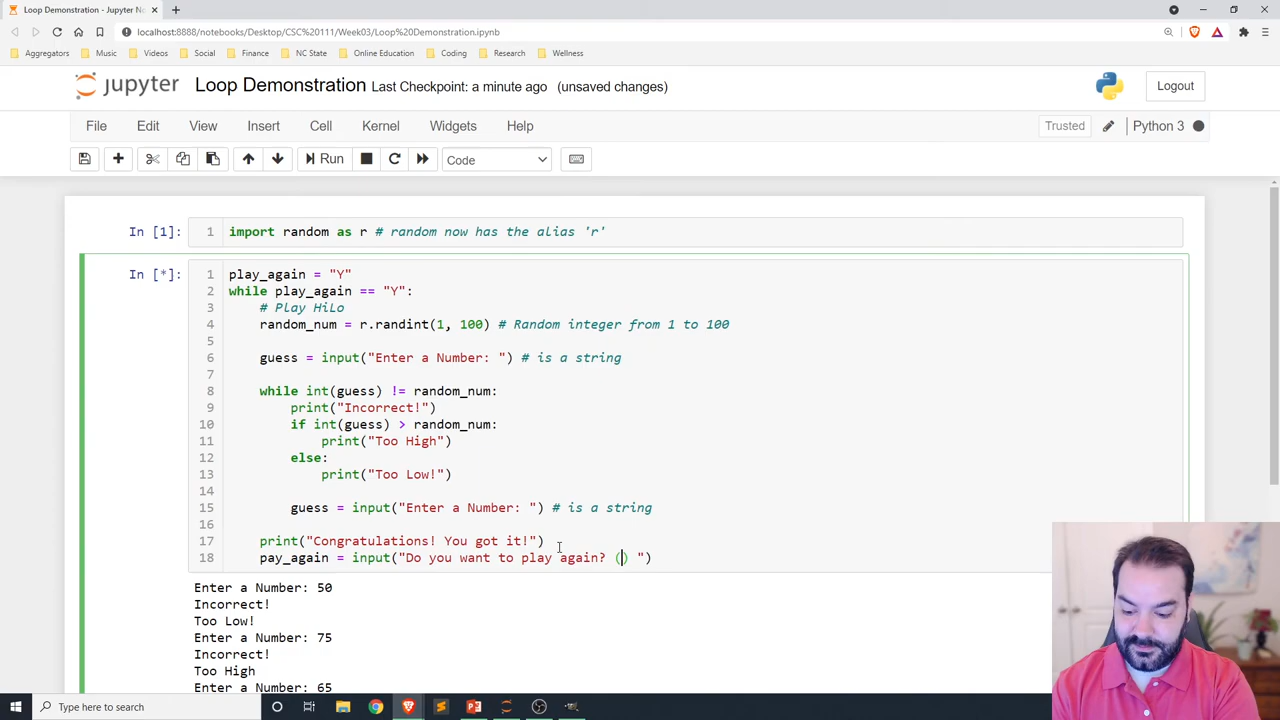 Loop Demonstration - Jupyter No
localhost:8888/notebooks/Desktop/CSC%20111/Week03/Loop%20Demonstration.ipynb
Aggregators Music Videos Social Finance NC State Online Education Coding Research Wellness
jupyter Loop Demonstration Last Checkpoint: a minute ago (unsaved changes) Logout
File Edit View Insert Cell Kernel Widgets Help Trusted Python 3
Run Code
In [1]: 1 import random as r # random now has the alias 'r'
In [*]: 1 play_again = "Y"
2 while play_again == "Y":
3 # Play HiLo
4 random_num = r.randint(1, 100) # Random integer from 1 to 100
5
6 guess = input("Enter a Number: ") # is a string
7
8 while int(guess) != random_num:
9 print("Incorrect!")
10 if int(guess) > random_num:
11 print("Too High")
12 else:
13 print("Too Low!")
14
15 guess = input("Enter a Number: ") # is a string
16
17 print("Congratulations! You got it!")
18 pay_again = input("Do you want to play again? () ")
Enter a Number: 50
Incorrect!
Too Low!
Enter a Number: 75
Incorrect!
Too High
Enter a Number: 65
Type here to search